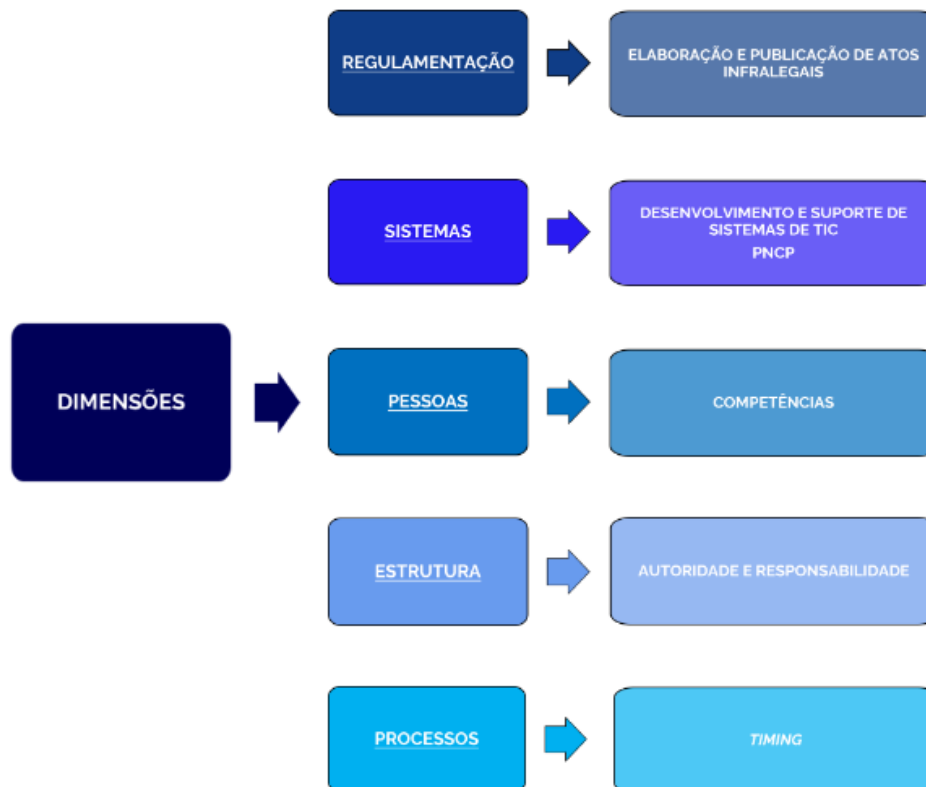 REGULAMENTAÇÃO
ELABORAÇÃO E PUBLICAÇÃO DE ATOS
INFRALEGAIS
SISTEMAS
DESENVOLVIMENTO E SUPORTE DE
SISTEMAS DE TIC
PNCP
DIMENSÕES
PESSOAS
COMPETÊNCIAS
ESTRUTURA
AUTORIDADE E RESPONSABILIDADE
PROCESSOS
TIMING